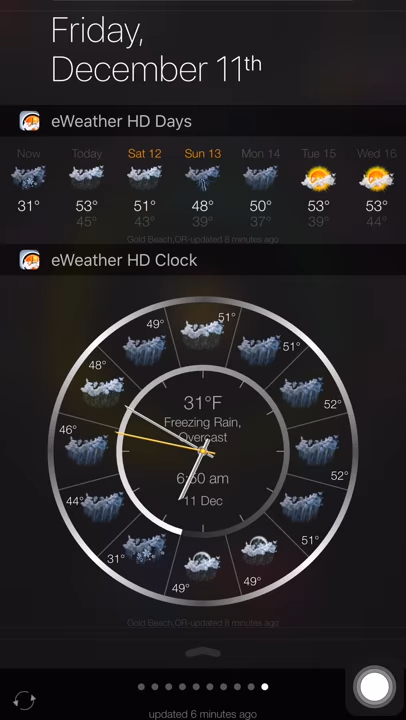 Friday,
December 11th
eWeather HD Days
Now Today Sat 12 Sun 13 Mon 14 Tue 15 Wed 16
31° 53° 51° 48° 50° 53° 53°
45° 43° 39° 37° 39° 44°
Gold Beach,OR-updated 8 minutes ago
eWeather HD Clock
49° 51°
48° 51°
52°
46°
52°
44°
51°
31°
49° 49°
31°F
Freezing Rain,
Overcast
6:50 am
11 Dec
Gold Beach,OR-updated 8 minutes ago
updated 6 minutes ago